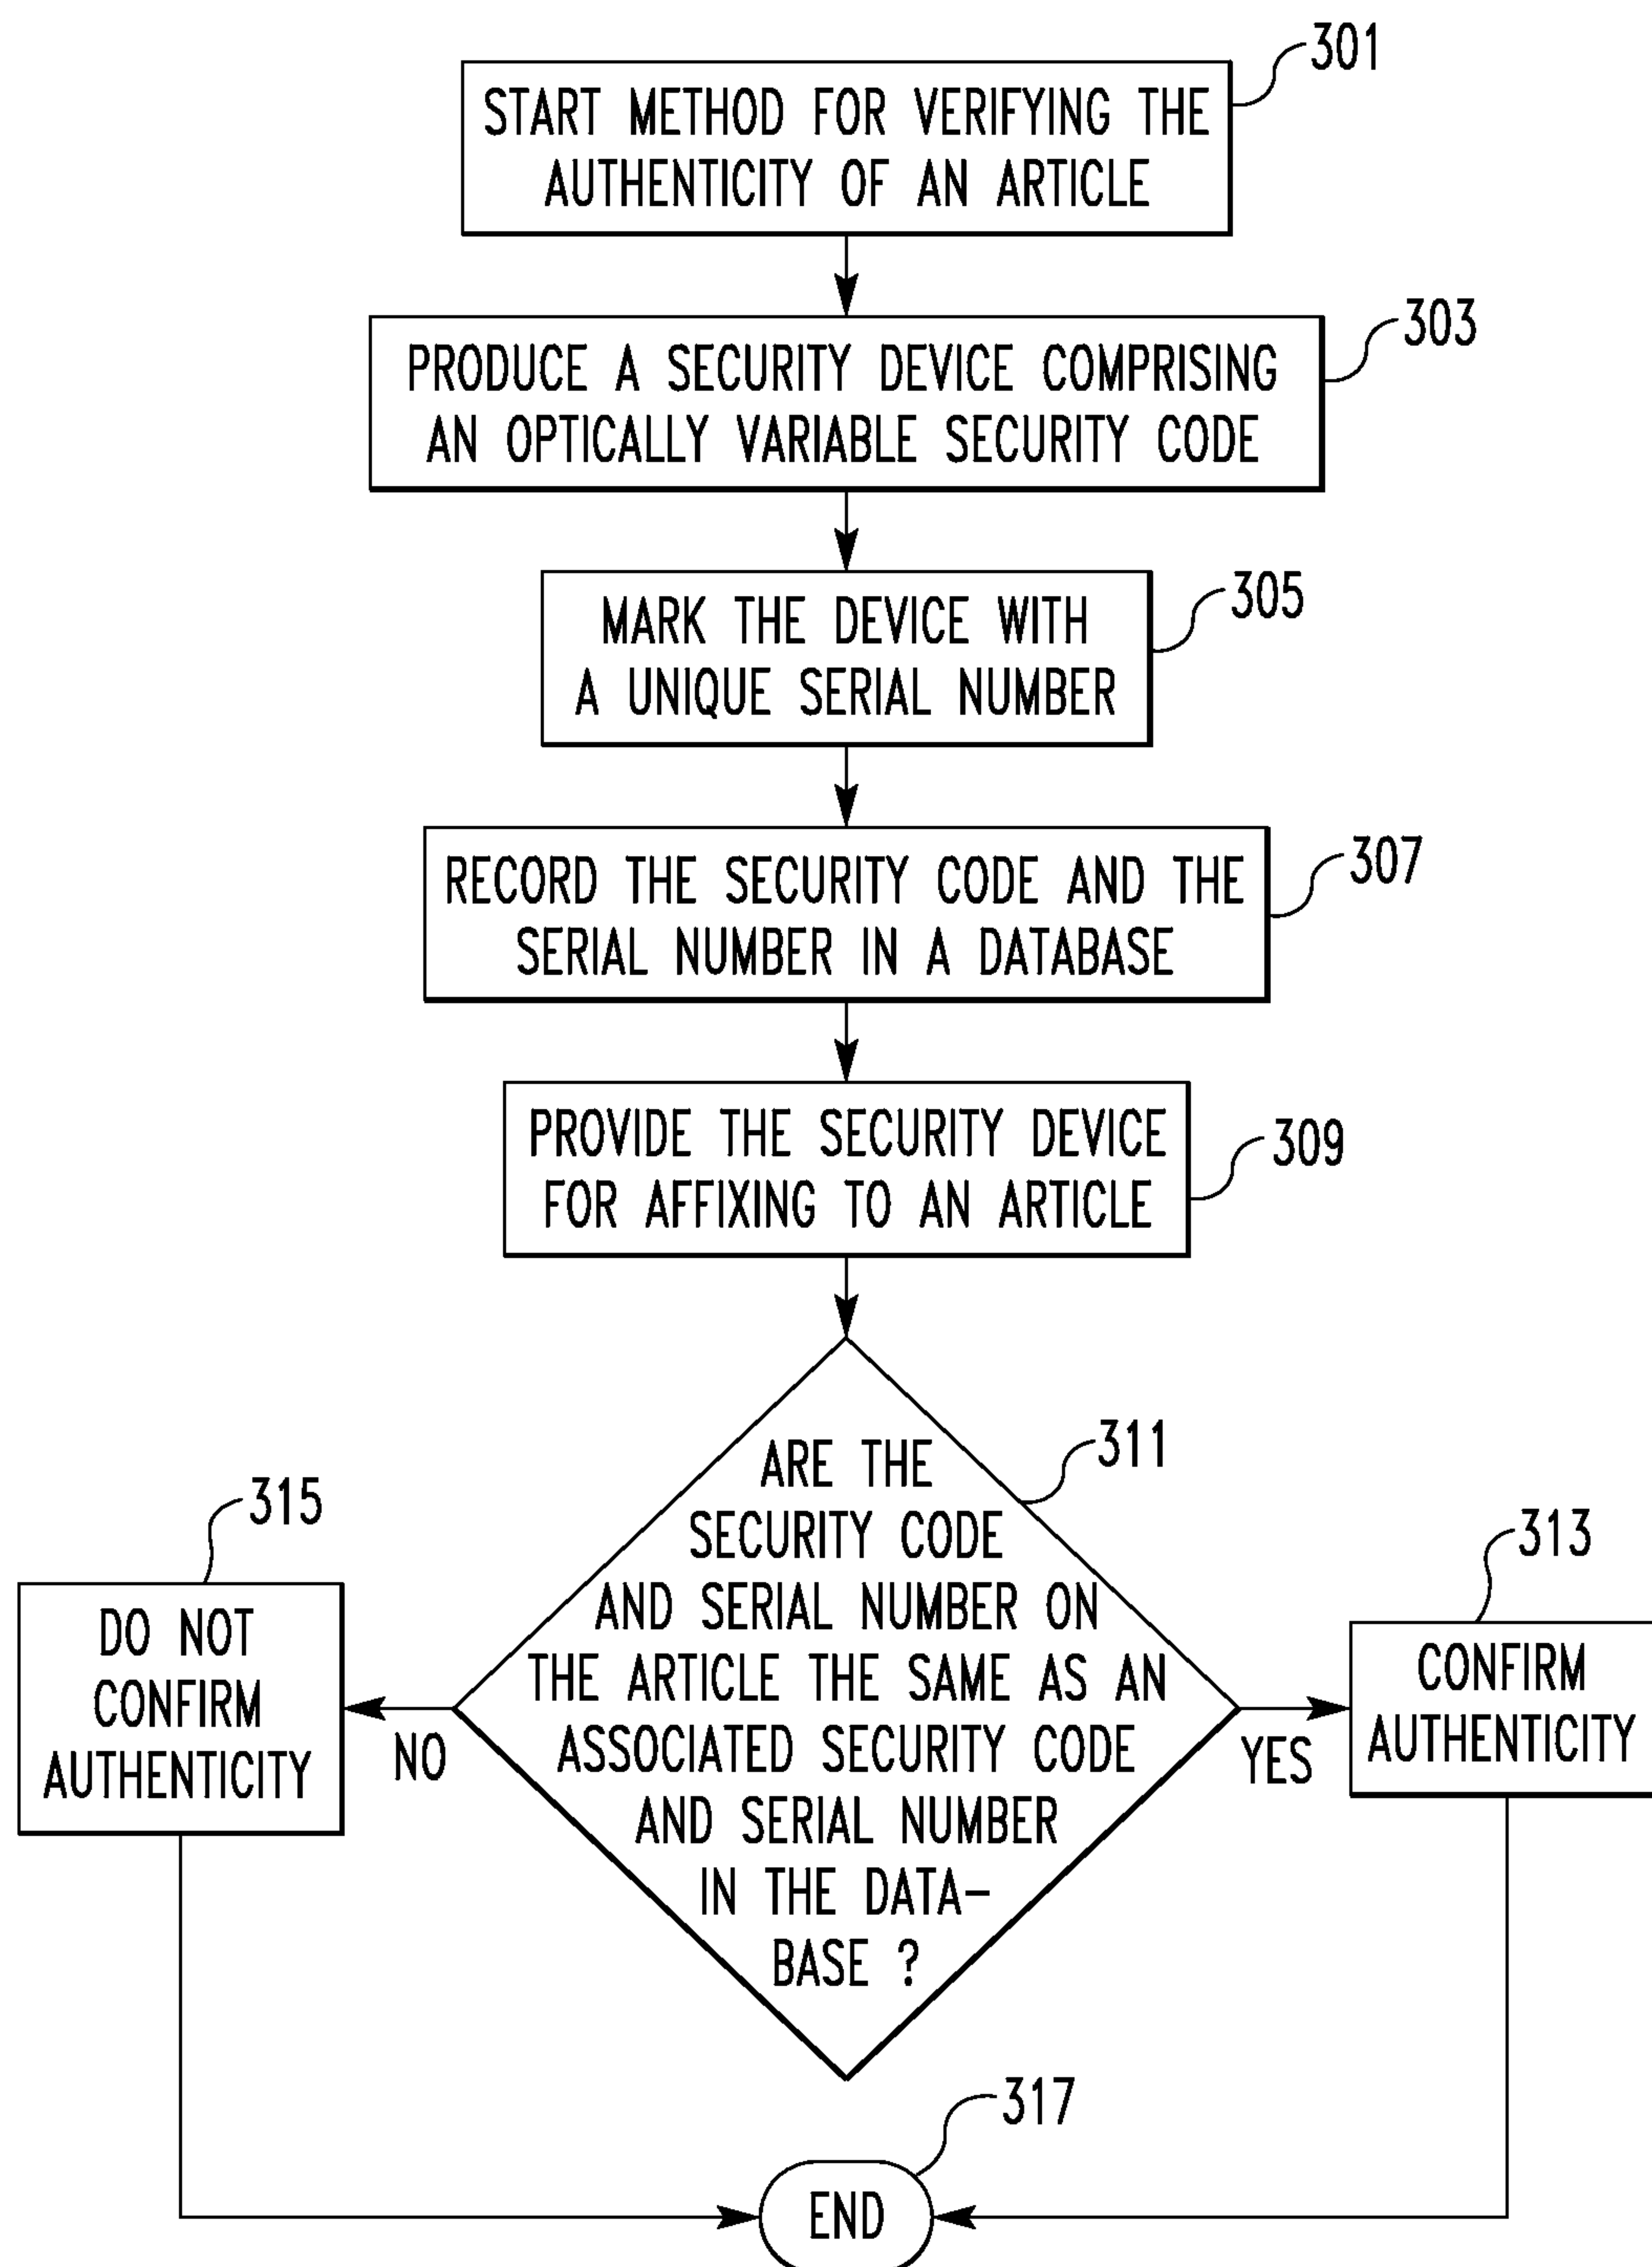 301
START METHOD FOR VERIFYING THE
AUTHENTICITY OF AN ARTICLE
303
PRODUCE A SECURITY DEVICE COMPRISING
AN OPTICALLY VARIABLE SECURITY CODE
305
MARK THE DEVICE WITH
A UNIQUE SERIAL NUMBER
307
RECORD THE SECURITY CODE AND THE
SERIAL NUMBER IN A DATABASE
309
PROVIDE THE SECURITY DEVICE
FOR AFFIXING TO AN ARTICLE
311
ARE THE
SECURITY CODE
AND SERIAL NUMBER ON
THE ARTICLE THE SAME AS AN
ASSOCIATED SECURITY CODE
AND SERIAL NUMBER
IN THE DATA-
BASE ?
315
DO NOT
CONFIRM
AUTHENTICITY
NO
313
CONFIRM
AUTHENTICITY
YES
317
END